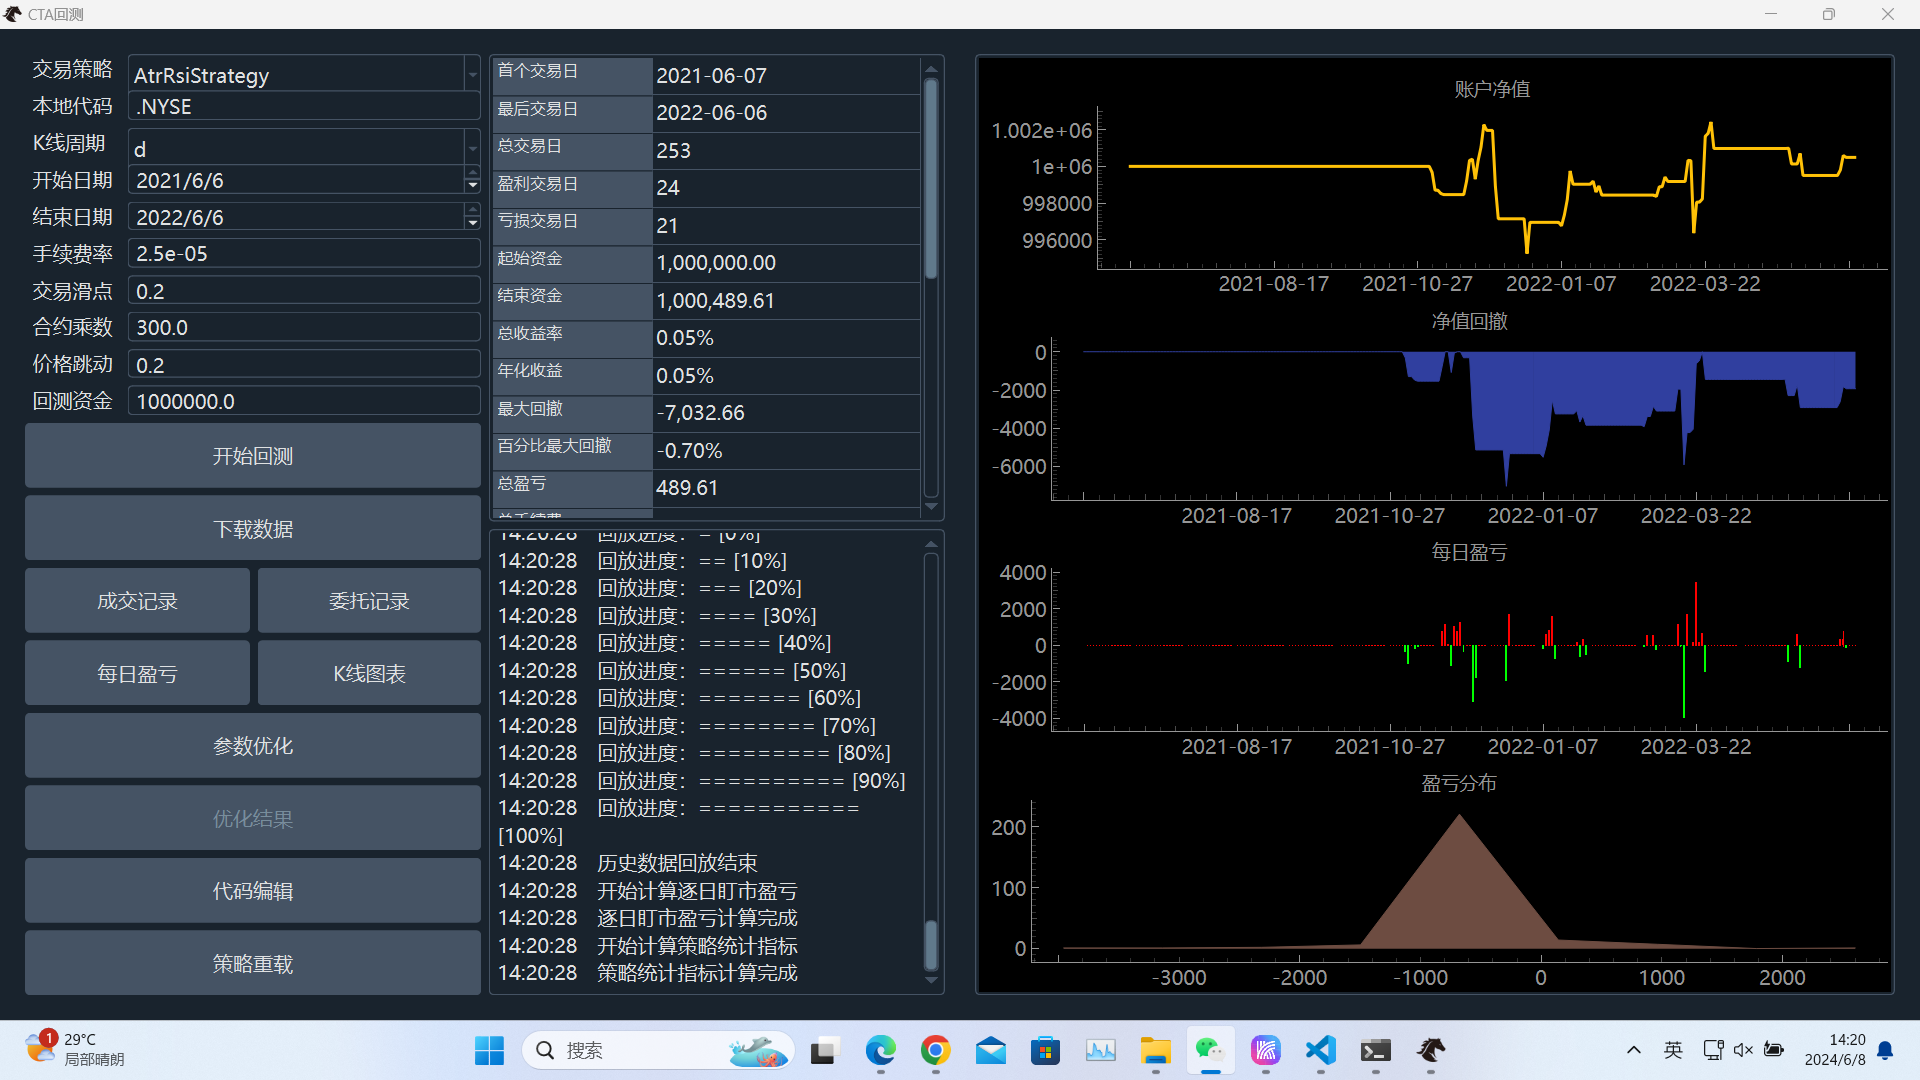 CTA回测
交易策略 AtrRsiStrategy
本地代码 .NYSE
K线周期 d
开始日期 2021/6/6
结束日期 2022/6/6
手续费率 2.5e-05
交易滑点 0.2
合约乘数 300.0
价格跳动 0.2
回测资金 1000000.0
开始回测
下载数据
成交记录 委托记录
每日盈亏 K线图表
参数优化
优化结果
代码编辑
策略重载
首个交易日 2021-06-07
最后交易日 2022-06-06
总交易日 253
盈利交易日 24
亏损交易日 21
起始资金 1,000,000.00
结束资金 1,000,489.61
总收益率 0.05%
年化收益 0.05%
最大回撤 -7,032.66
百分比最大回撤 -0.70%
总盈亏 489.61
14:20:28 回放进度：= [0%]
14:20:28 回放进度：== [10%]
14:20:28 回放进度：=== [20%]
14:20:28 回放进度：==== [30%]
14:20:28 回放进度：===== [40%]
14:20:28 回放进度：====== [50%]
14:20:28 回放进度：======= [60%]
14:20:28 回放进度：======== [70%]
14:20:28 回放进度：========= [80%]
14:20:28 回放进度：========== [90%]
14:20:28 回放进度：===========
[100%]
14:20:28 历史数据回放结束
14:20:28 开始计算逐日盯市盈亏
14:20:28 逐日盯市盈亏计算完成
14:20:28 开始计算策略统计指标
14:20:28 策略统计指标计算完成
账户净值
1.002e+06
1e+06
998000
996000
2021-08-17 2021-10-27 2022-01-07 2022-03-22
净值回撤
0
-2000
-4000
-6000
2021-08-17 2021-10-27 2022-01-07 2022-03-22
每日盈亏
4000
2000
0
-2000
-4000
2021-08-17 2021-10-27 2022-01-07 2022-03-22
盈亏分布
200
100
0
-3000 -2000 -1000 0 1000 2000
1
29°C
局部晴朗
搜索
英
14:20
2024/6/8